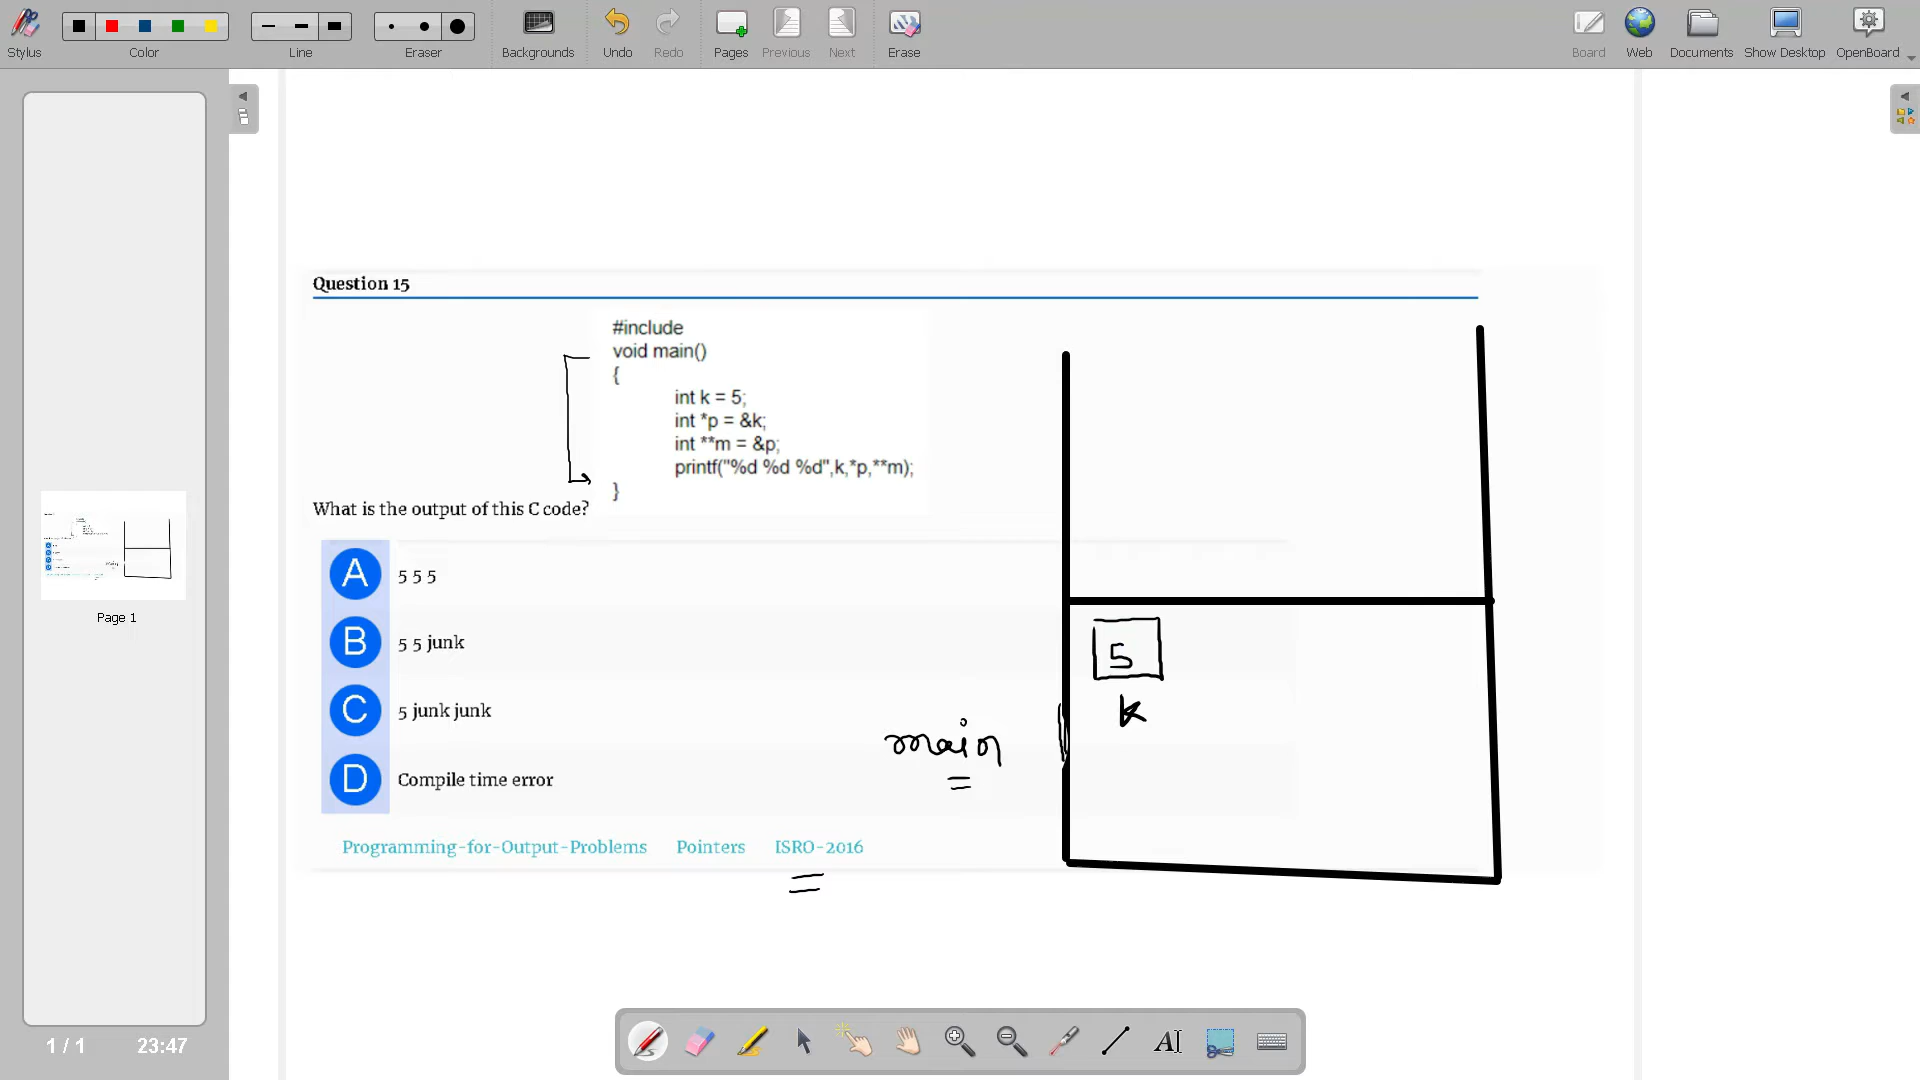 Stylus
Color
Line
Eraser
Backgrounds
Undo
Redo
Pages
Previous
Next
Erase
Board
Web
Documents
Show Desktop
OpenBoard
Question 15
#include
void main()
{
int k = 5;
int *p = &k;
int **m = &p;
printf("%d %d %d",k,*p,**m);
}
What is the output of this C code?
A 5 5 5
B 5 5 junk
C 5 junk junk
D Compile time error
Programming-for-Output-Problems Pointers ISRO-2016
5
k
main
Page 1
1 / 1 23:47